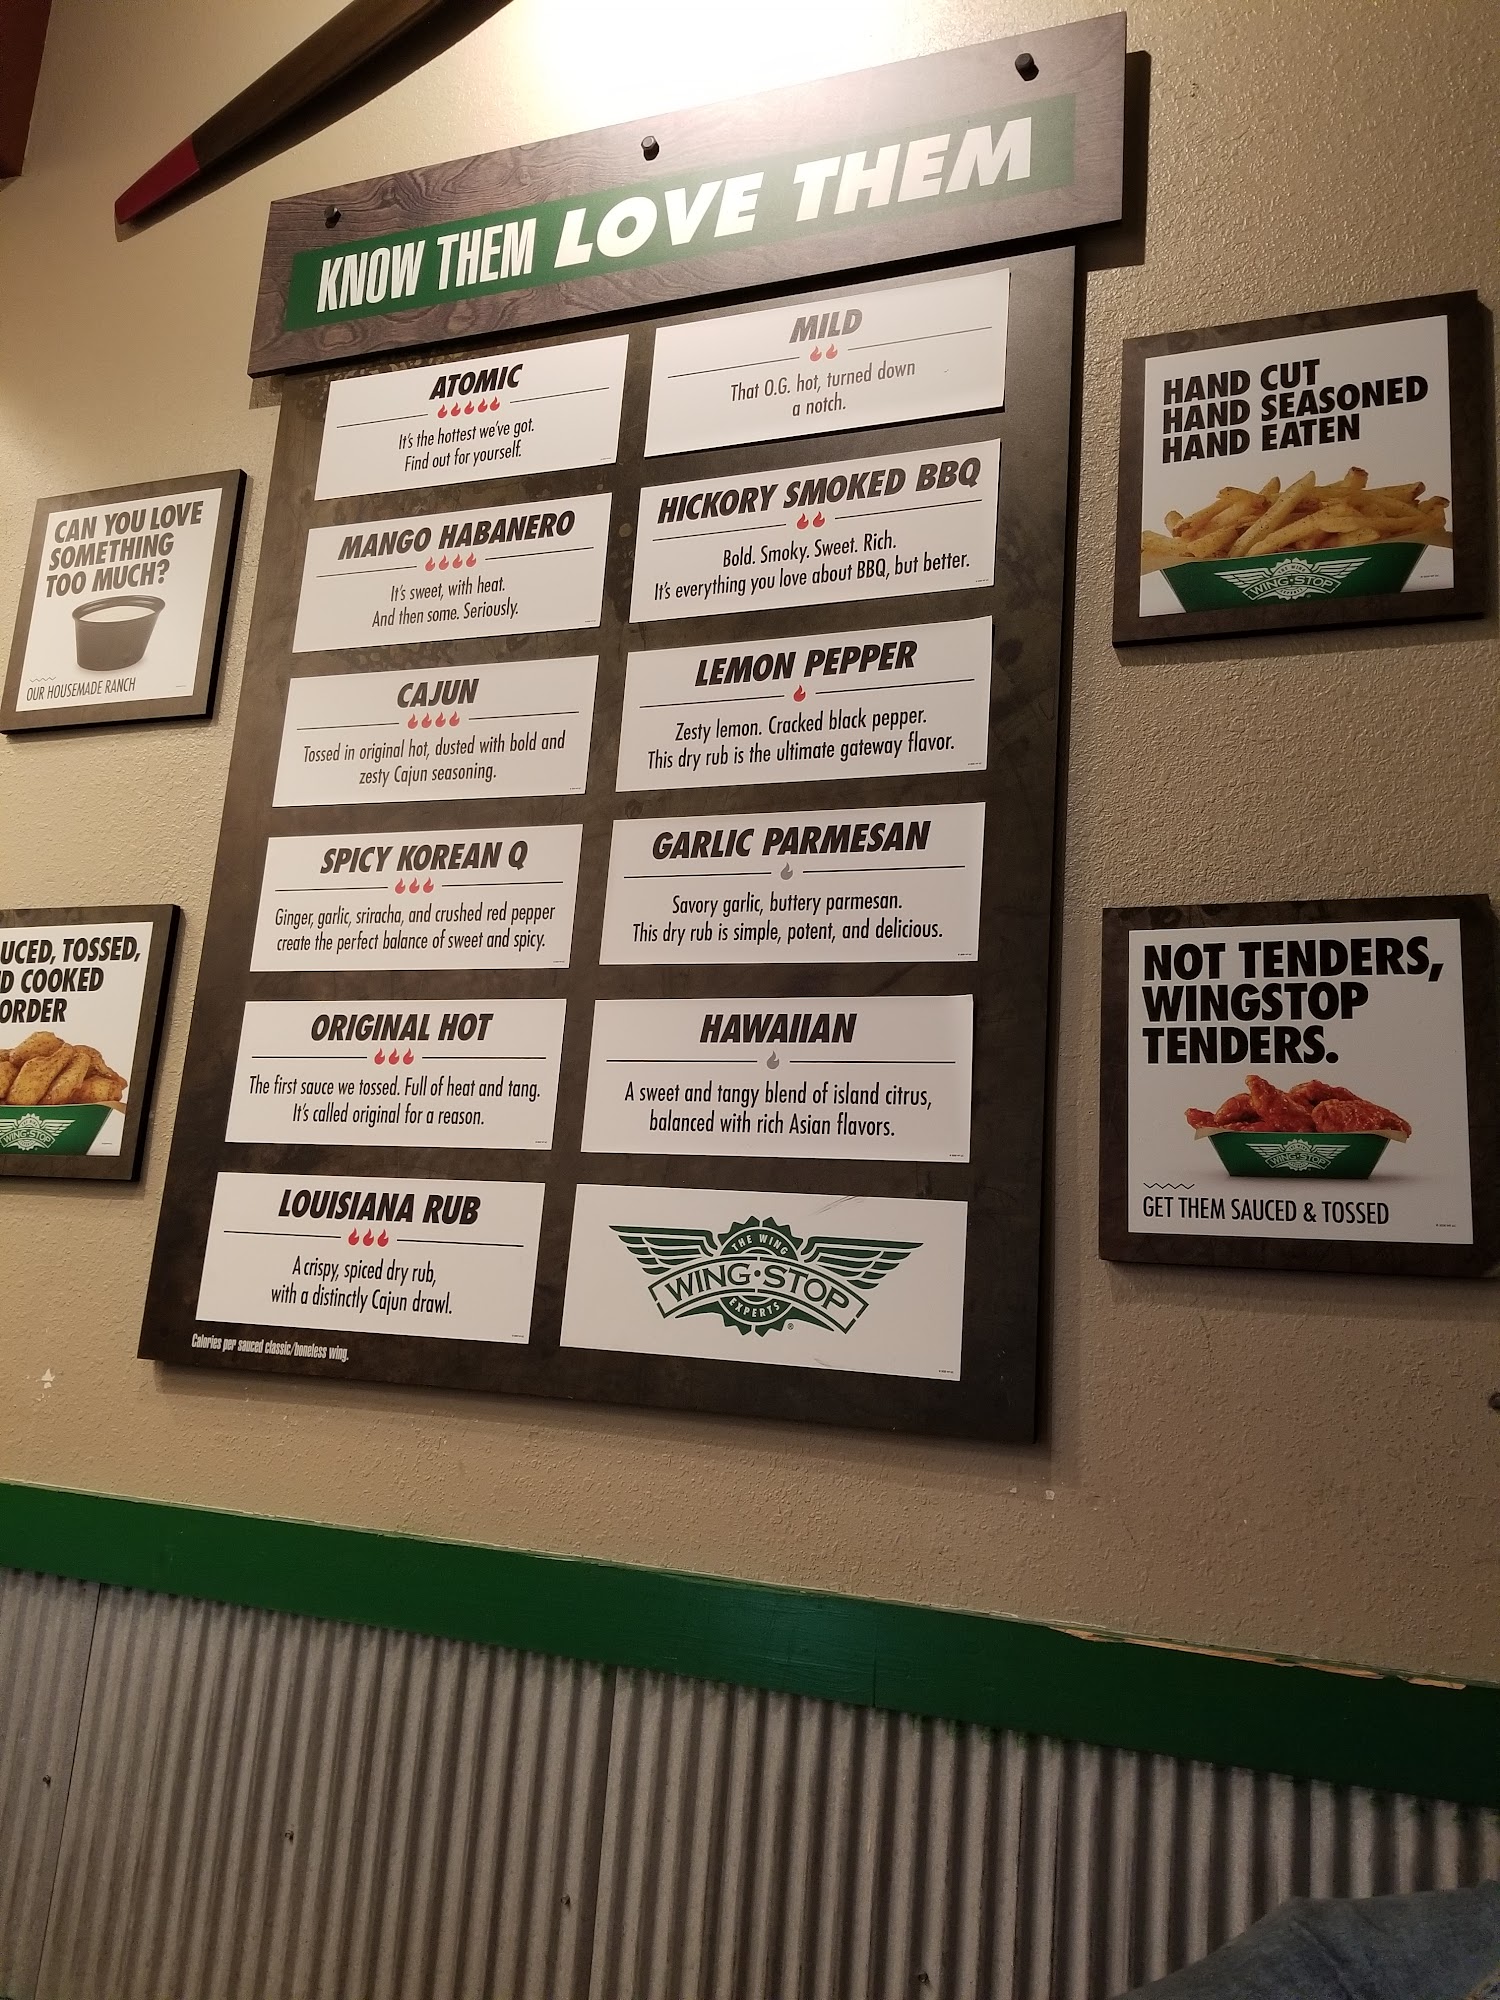 KNOW THEM LOVE THEM
ATOMIC
It's the hottest we've got.
Find out for yourself.
MANGO HABANERO
It's sweet, with heat.
And then some. Seriously.
CAJUN
Tossed in original hot, dusted with bold and
zesty Cajun seasoning.
SPICY KOREAN Q
Ginger, garlic, sriracha, and crushed red pepper
create the perfect balance of sweet and spicy.
ORIGINAL HOT
The first sauce we tossed. Full of heat and tang.
It's called original for a reason.
LOUISIANA RUB
A crispy, spiced dry rub,
with a distinctly Cajun drawl.
Calories per sauced classic/boneless wing.
MILD
That O.G. hot, turned down
a notch.
HICKORY SMOKED BBQ
Bold. Smoky. Sweet. Rich.
It's everything you love about BBQ, but better.
LEMON PEPPER
Zesty lemon. Cracked black pepper.
This dry rub is the ultimate gateway flavor.
GARLIC PARMESAN
Savory garlic, buttery parmesan.
This dry rub is simple, potent, and delicious.
HAWAIIAN
A sweet and tangy blend of island citrus,
balanced with rich Asian flavors.
THE WING
WING·STOP
EXPERTS
®
CAN YOU LOVE
SOMETHING
TOO MUCH?
OUR HOUSEMADE RANCH
UCED, TOSSED,
D COOKED
ORDER
WING·STOP
HAND CUT
HAND SEASONED
HAND EATEN
WING·STOP
NOT TENDERS,
WINGSTOP
TENDERS.
WING·STOP
GET THEM SAUCED & TOSSED